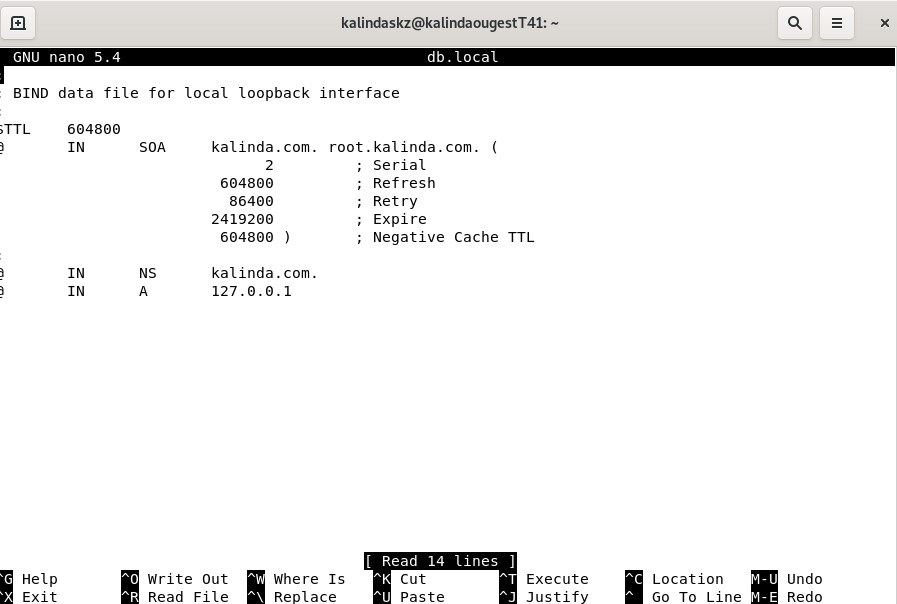 kalindaskz@kalindaougestT41: ~
GNU nano 5.4 db.local
;
; BIND data file for local loopback interface
;
$TTL 604800
@ IN SOA kalinda.com. root.kalinda.com. (
2 ; Serial
604800 ; Refresh
86400 ; Retry
2419200 ; Expire
604800 ) ; Negative Cache TTL
;
@ IN NS kalinda.com.
@ IN A 127.0.0.1
[ Read 14 lines ]
^G Help ^O Write Out ^W Where Is ^K Cut ^T Execute ^C Location M-U Undo
^X Exit ^R Read File ^\ Replace ^U Paste ^J Justify ^ Go To Line M-E Redo